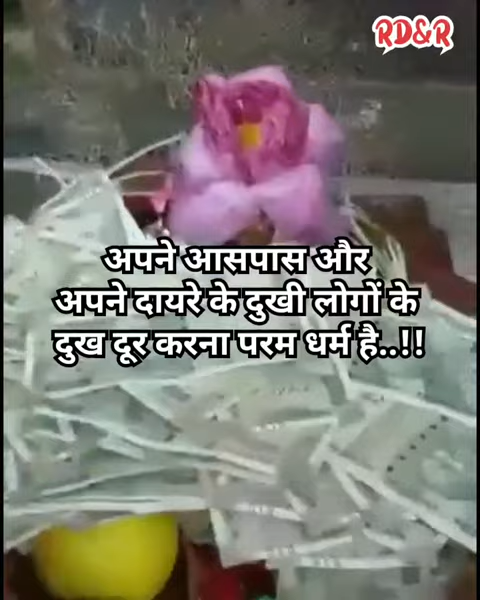 RD&R
अपने आसपास और
अपने दायरे के दुखी लोगों के
दुख दूर करना परम धर्म है..!!